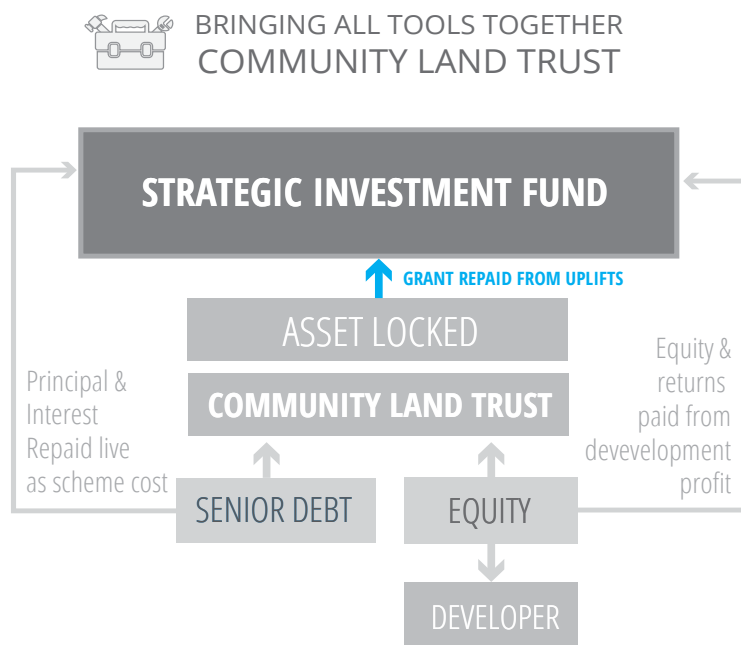 BRINGING ALL TOOLS TOGETHER
COMMUNITY LAND TRUST
STRATEGIC INVESTMENT FUND
GRANT REPAID FROM UPLIFTS
ASSET LOCKED
COMMUNITY LAND TRUST
Principal &
Interest
Repaid live
as scheme cost
Equity &
returns
paid from
devevelopment
profit
SENIOR DEBT
EQUITY
DEVELOPER